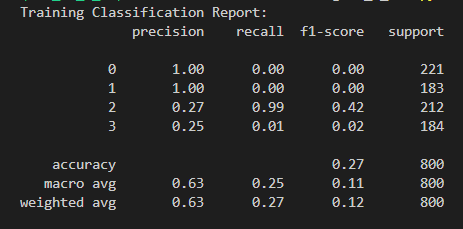 Training Classification Report:
precision recall f1-score support
0 1.00 0.00 0.00 221
1 1.00 0.00 0.00 183
2 0.27 0.99 0.42 212
3 0.25 0.01 0.02 184
accuracy 0.27 800
macro avg 0.63 0.25 0.11 800
weighted avg 0.63 0.27 0.12 800